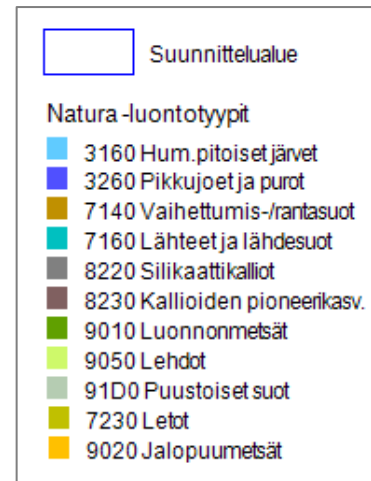 Suunnittelualue
Natura -luontotyypit
3160 Hum.pitoiset järvet
3260 Pikkujoet ja purot
7140 Vaihettumis-/rantasuot
7160 Lähteet ja lähdesuot
8220 Silikaattikalliot
8230 Kallioiden pioneerikasv.
9010 Luonnonmetsät
9050 Lehdot
91D0 Puustoiset suot
7230 Letot
9020 Jalopuumetsät